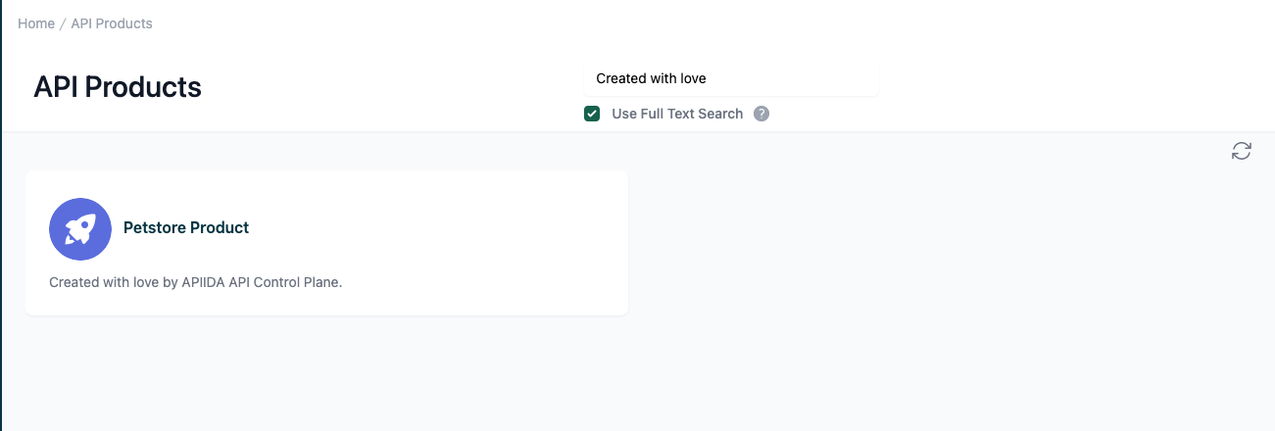 Home / API Products
API Products
Created with love
Use Full Text Search ?
Petstore Product
Created with love by APIIDA API Control Plane.